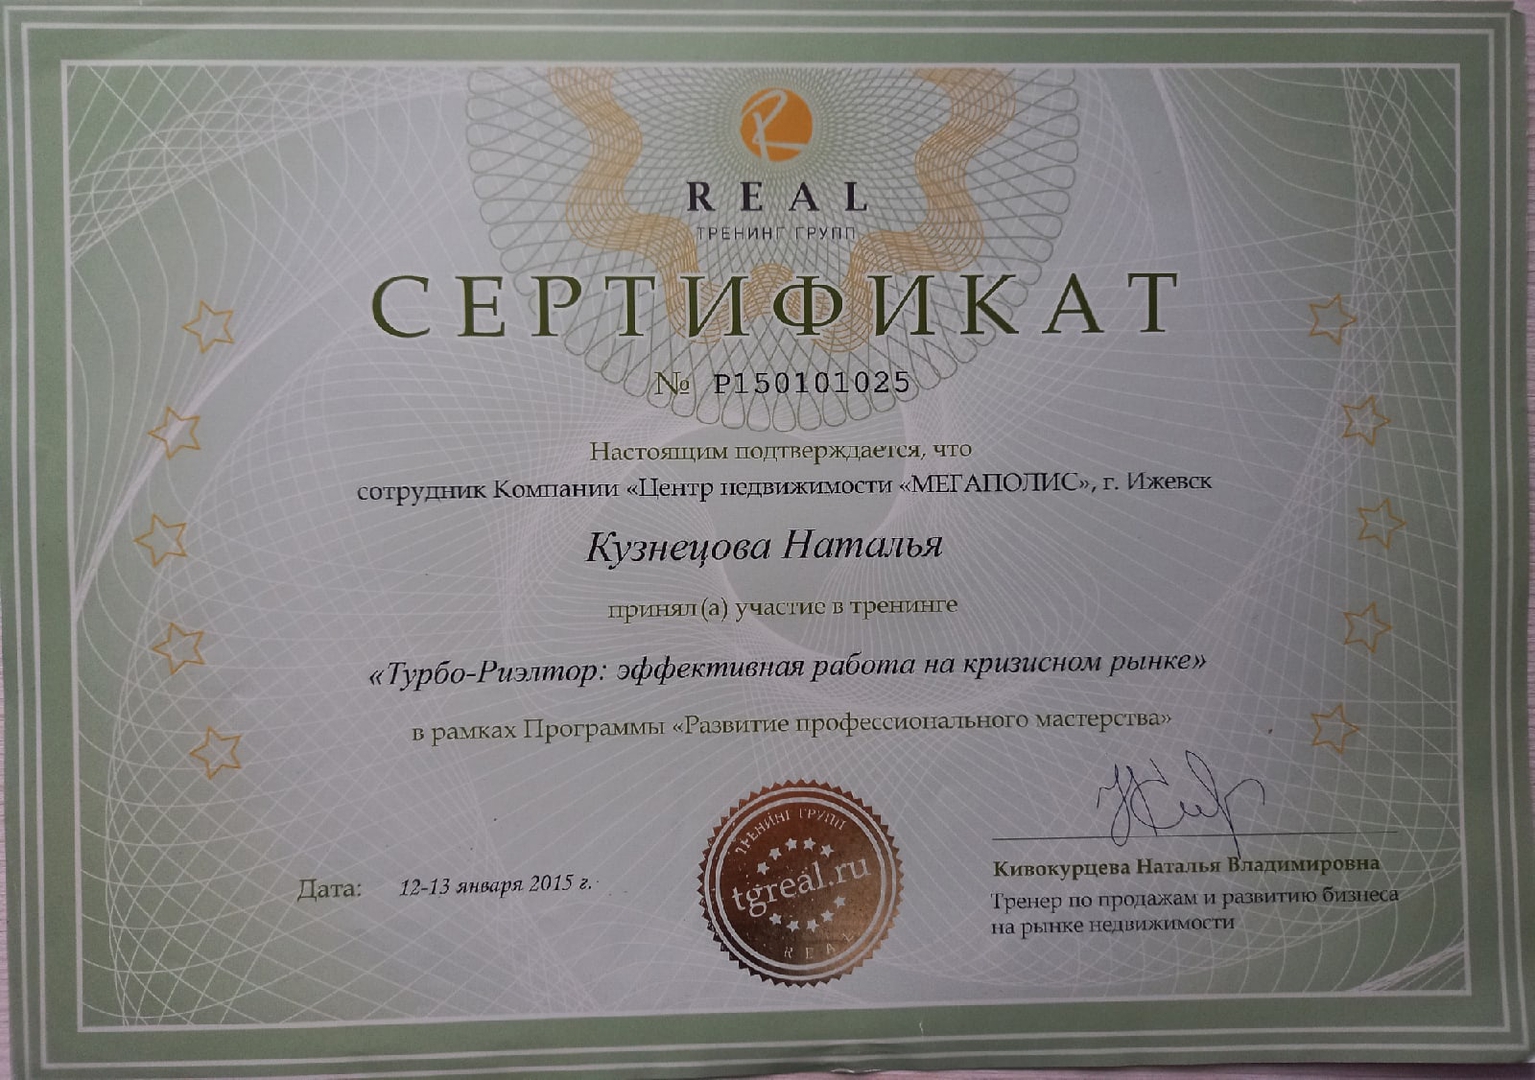 REAL
ТРЕНИНГ ГРУПП
СЕРТИФИКАТ
№ Р150101025
Настоящим подтверждается, что
сотрудник Компании «Центр недвижимости «МЕГАПОЛИС», г. Ижевск
Кузнецова Наталья
принял(а) участие в тренинге
«Турбо-Риэлтор: эффективная работа на кризисном рынке»
в рамках Программы «Развитие профессионального мастерства»
ТРЕНИНГ ГРУПП
tgreal.ru
REAL
Дата: 12-13 января 2015 г.
Кивокурцева Наталья Владимировна
Тренер по продажам и развитию бизнеса
на рынке недвижимости